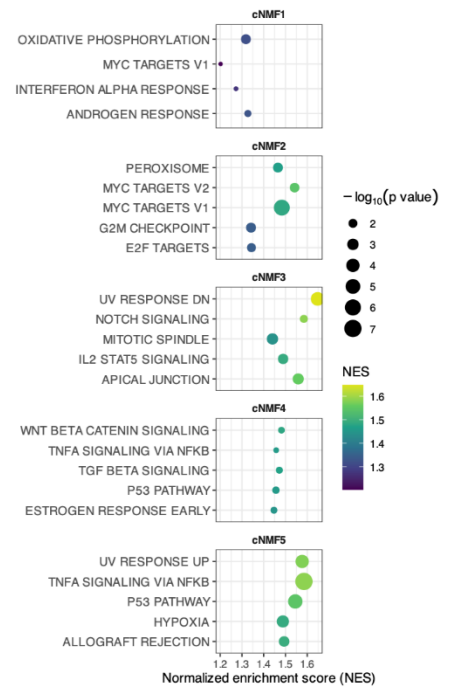 cNMF1
OXIDATIVE PHOSPHORYLATION
MYC TARGETS V1
INTERFERON ALPHA RESPONSE
ANDROGEN RESPONSE
cNMF2
PEROXISOME
MYC TARGETS V2
MYC TARGETS V1
G2M CHECKPOINT
E2F TARGETS
cNMF3
UV RESPONSE DN
NOTCH SIGNALING
MITOTIC SPINDLE
IL2 STAT5 SIGNALING
APICAL JUNCTION
cNMF4
WNT BETA CATENIN SIGNALING
TNFA SIGNALING VIA NFKB
TGF BETA SIGNALING
P53 PATHWAY
ESTROGEN RESPONSE EARLY
cNMF5
UV RESPONSE UP
TNFA SIGNALING VIA NFKB
P53 PATHWAY
HYPOXIA
ALLOGRAFT REJECTION
1.2 1.3 1.4 1.5 1.6
Normalized enrichment score (NES)
−log₁₀(p value)
2
3
4
5
6
7
NES
1.6
1.5
1.4
1.3